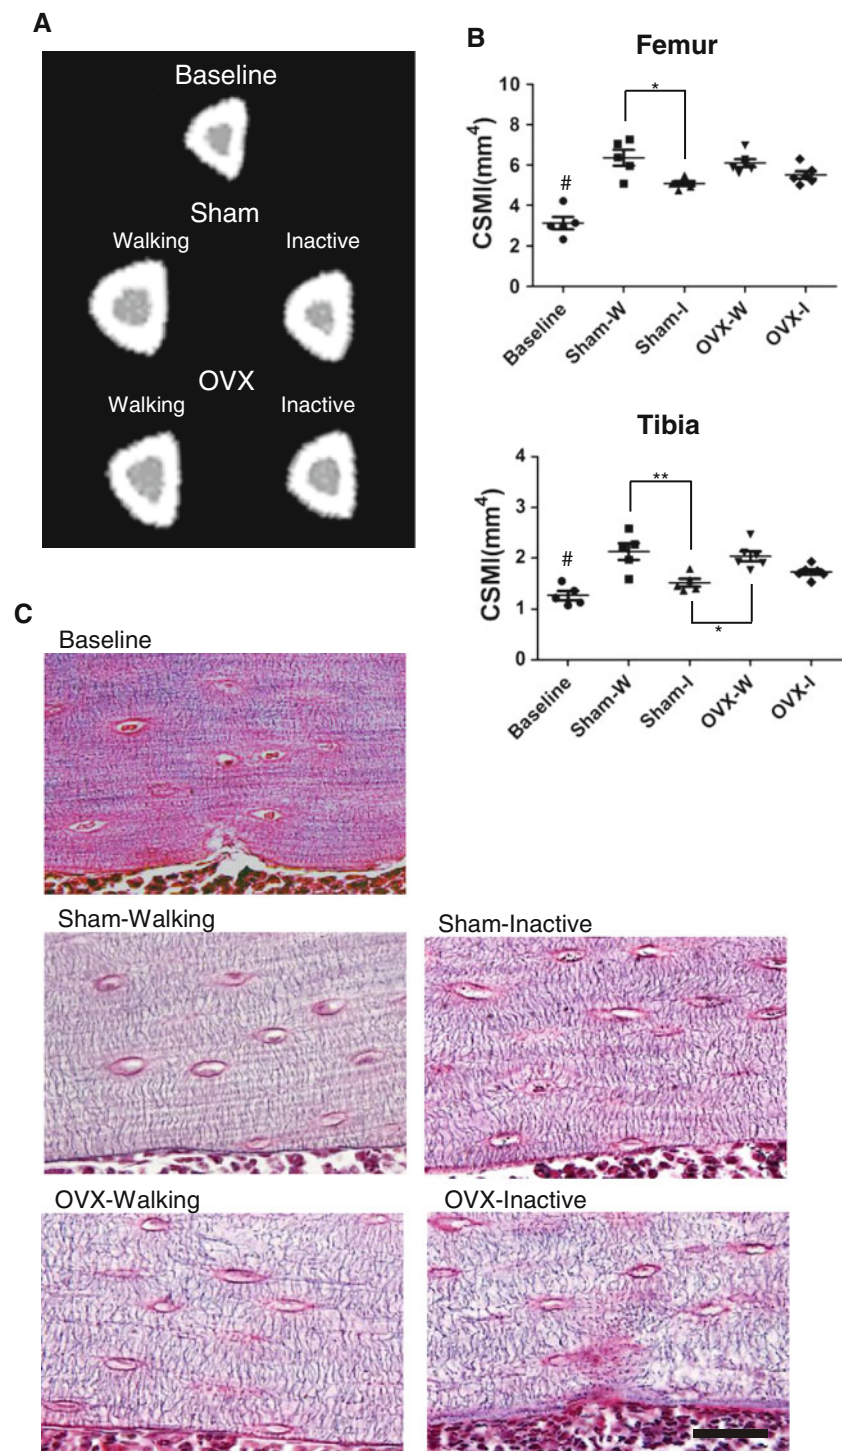 A
Baseline
Sham
Walking Inactive
OVX
Walking Inactive
B
Femur
CSMI(mm4)
10
8
6
4
2
0
#
*
Baseline
Sham-W
Sham-I
OVX-W
OVX-I
Tibia
CSMI(mm4)
4
3
2
1
0
#
**
*
Baseline
Sham-W
Sham-I
OVX-W
OVX-I
C
Baseline
Sham-Walking
Sham-Inactive
OVX-Walking
OVX-Inactive